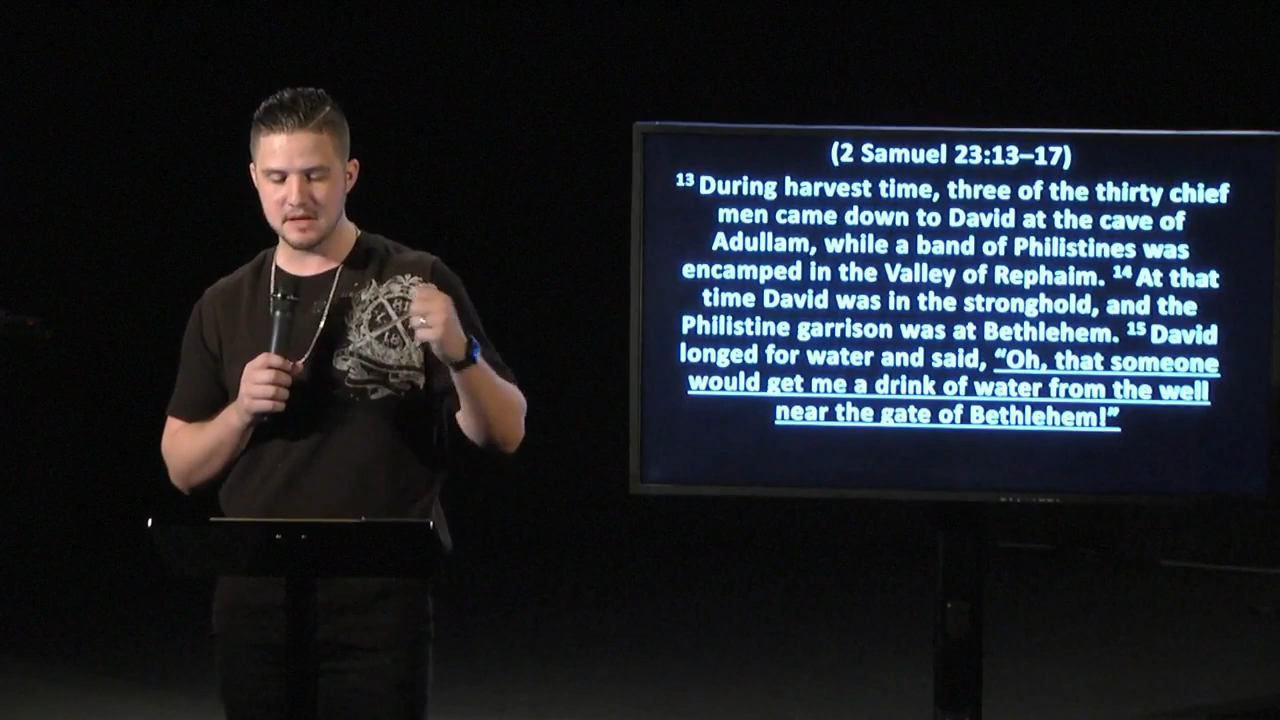 (2 Samuel 23:13–17)
13 During harvest time, three of the thirty chief
men came down to David at the cave of
Adullam, while a band of Philistines was
encamped in the Valley of Rephaim. 14 At that
time David was in the stronghold, and the
Philistine garrison was at Bethlehem. 15 David
longed for water and said, “Oh, that someone
would get me a drink of water from the well
near the gate of Bethlehem!”